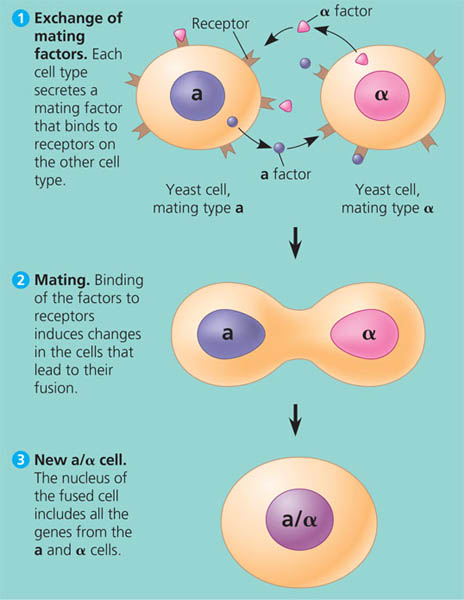 1 Exchange of
mating
factors. Each
cell type
secretes a
mating factor
that binds to
receptors on
the other cell
type.
Receptor
α factor
a
α
a factor
Yeast cell,
mating type a
Yeast cell,
mating type α
2 Mating. Binding
of the factors to
receptors
induces changes
in the cells that
lead to their
fusion.
a
α
3 New a/α cell.
The nucleus of
the fused cell
includes all the
genes from the
a and α cells.
a/α